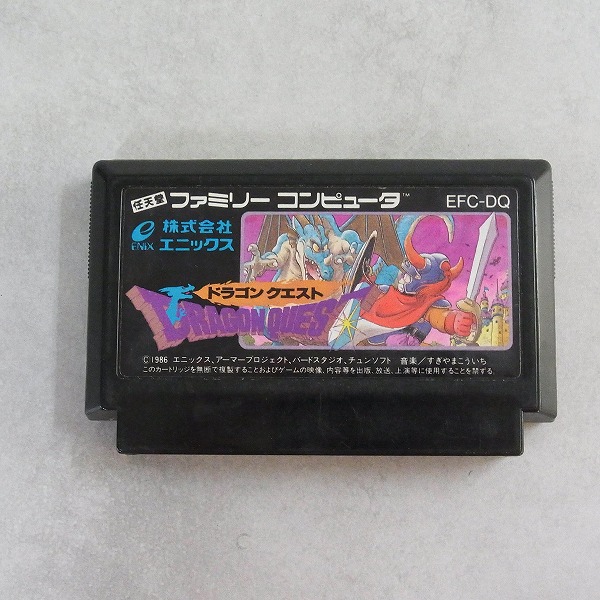 任天堂 ファミリー コンピュータ™ EFC-DQ
ENIX 株式会社
エニックス
ドラゴン クエスト
DRAGON QUEST
©1986 エニックス、アーマープロジェクト、バードスタジオ、チュンソフト 音楽／すぎやまこういち
このカートリッジを無断で複製することおよびゲームの映像、内容等を出版、放送、上演等に使用することを禁する。